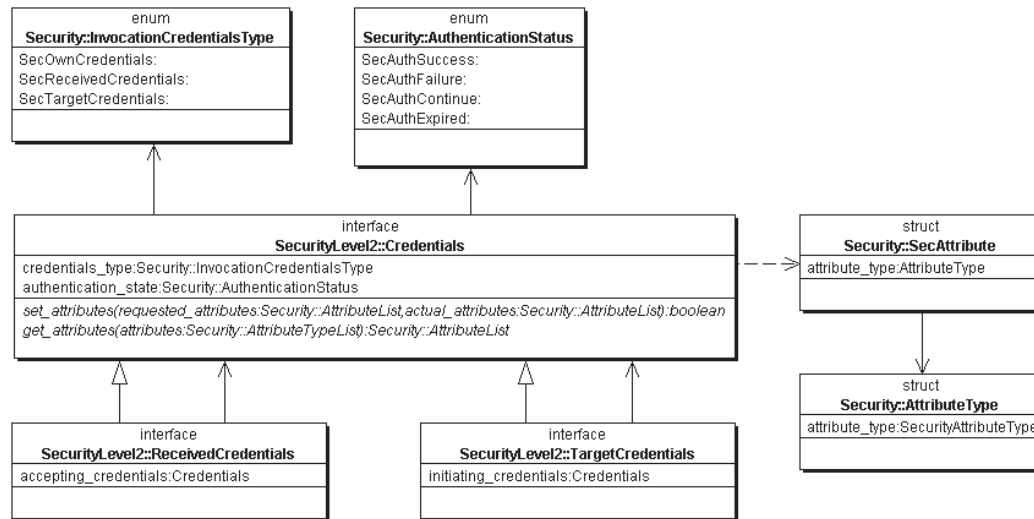 enum
Security::InvocationCredentialsType
SecOwnCredentials:
SecReceivedCredentials:
SecTargetCredentials:
enum
Security::AuthenticationStatus
SecAuthSuccess:
SecAuthFailure:
SecAuthContinue:
SecAuthExpired:
interface
SecurityLevel2::Credentials
credentials_type:Security::InvocationCredentialsType
authentication_state:Security::AuthenticationStatus
set_attributes(requested_attributes:Security::AttributeList,actual_attributes:Security::AttributeList):boolean
get_attributes(attributes:Security::AttributeTypeList):Security::AttributeList
struct
Security::SecAttribute
attribute_type:AttributeType
struct
Security::AttributeType
attribute_type:SecurityAttributeType
interface
SecurityLevel2::ReceivedCredentials
accepting_credentials:Credentials
interface
SecurityLevel2::TargetCredentials
initiating_credentials:Credentials